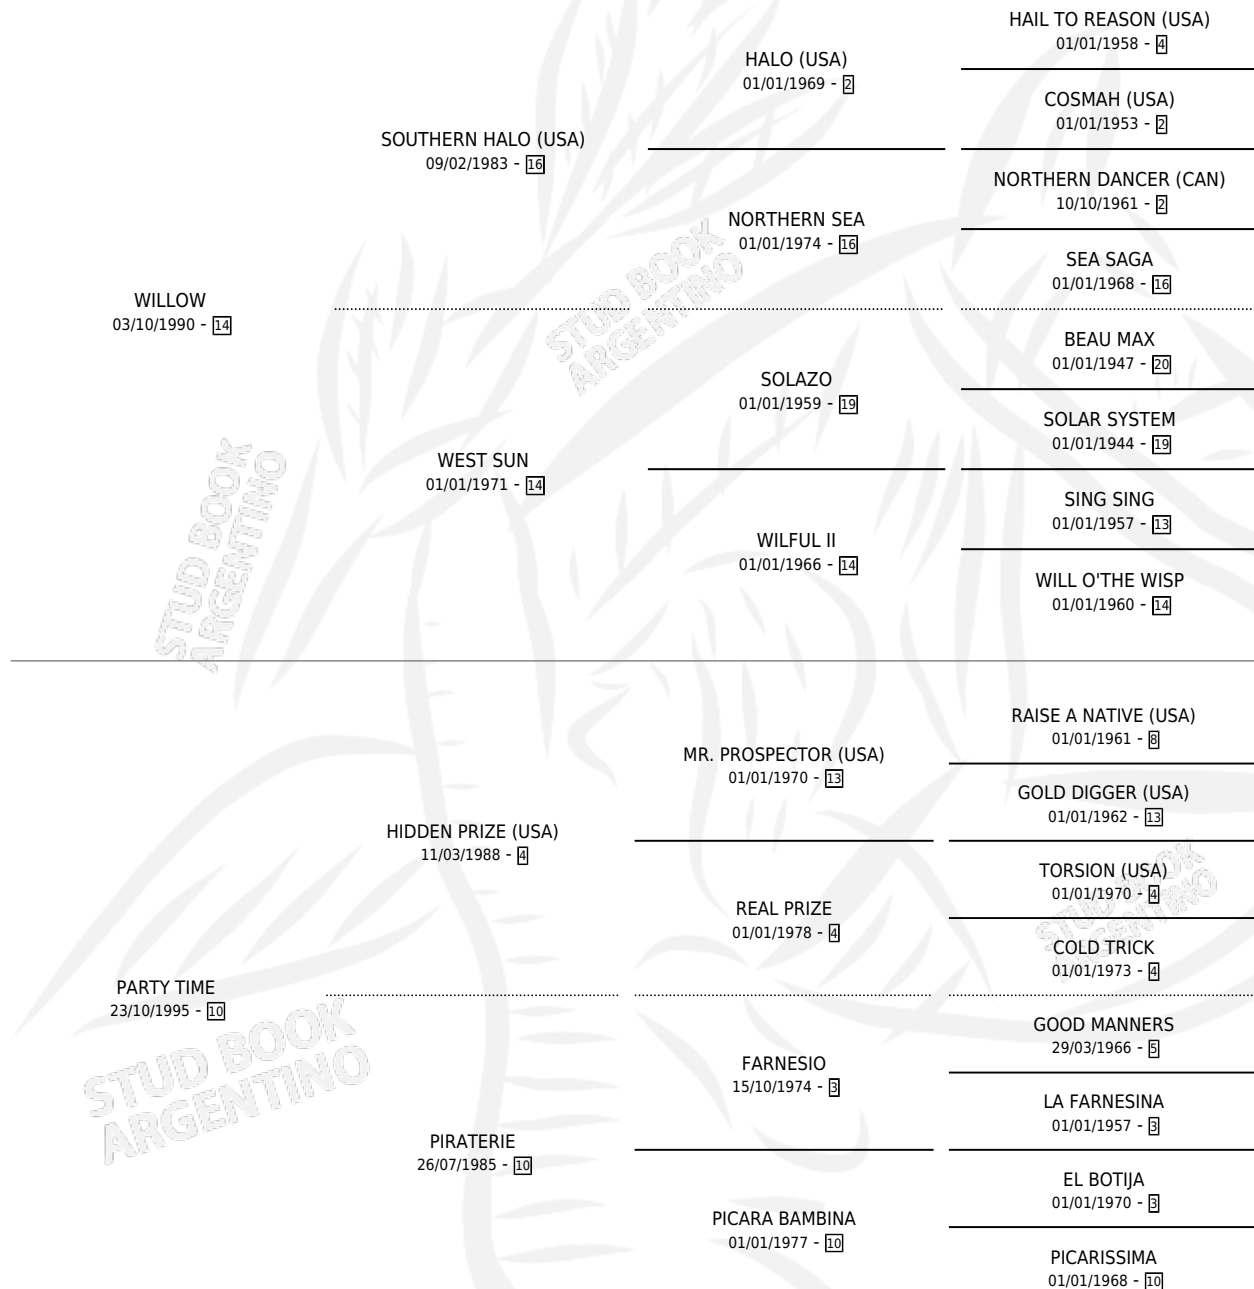 HAIL TO REASON (USA)
01/01/1958 - 4
HALO (USA)
01/01/1969 - 2
COSMAH (USA)
01/01/1953 - 2
SOUTHERN HALO (USA)
09/02/1983 - 16
NORTHERN DANCER (CAN)
10/10/1961 - 2
NORTHERN SEA
01/01/1974 - 16
SEA SAGA
01/01/1968 - 16
WILLOW
03/10/1990 - 14
BEAU MAX
01/01/1947 - 20
SOLAZO
01/01/1959 - 19
SOLAR SYSTEM
01/01/1944 - 19
WEST SUN
01/01/1971 - 14
SING SING
01/01/1957 - 13
WILFUL II
01/01/1966 - 14
WILL O'THE WISP
01/01/1960 - 14
RAISE A NATIVE (USA)
01/01/1961 - 8
MR. PROSPECTOR (USA)
01/01/1970 - 13
GOLD DIGGER (USA)
01/01/1962 - 13
HIDDEN PRIZE (USA)
11/03/1988 - 4
TORSION (USA)
01/01/1970 - 4
REAL PRIZE
01/01/1978 - 4
COLD TRICK
01/01/1973 - 4
PARTY TIME
23/10/1995 - 10
GOOD MANNERS
29/03/1966 - 5
FARNESIO
15/10/1974 - 3
LA FARNESINA
01/01/1957 - 3
PIRATERIE
26/07/1985 - 10
EL BOTIJA
01/01/1970 - 3
PICARA BAMBINA
01/01/1977 - 10
PICARISSIMA
01/01/1968 - 10
STUD BOOK
ARGENTINO
STUD BOOK
ARGENTINO
STUD BOOK
ARGENTINO
STUD BOOK
ARGENTINO